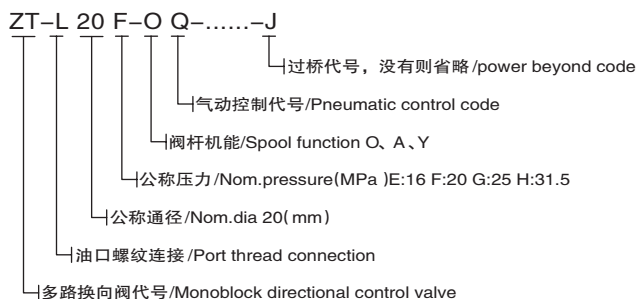 ZT-L 20 F-O Q-......-J
过桥代号，没有则省略/power beyond code
气动控制代号/Pneumatic control code
阀杆机能/Spool function O、A、Y
公称压力/Nom.pressure(MPa )E:16 F:20 G:25 H:31.5
公称通径/Nom.dia 20(mm)
油口螺纹连接/Port thread connection
多路换向阀代号/Monoblock directional control valve